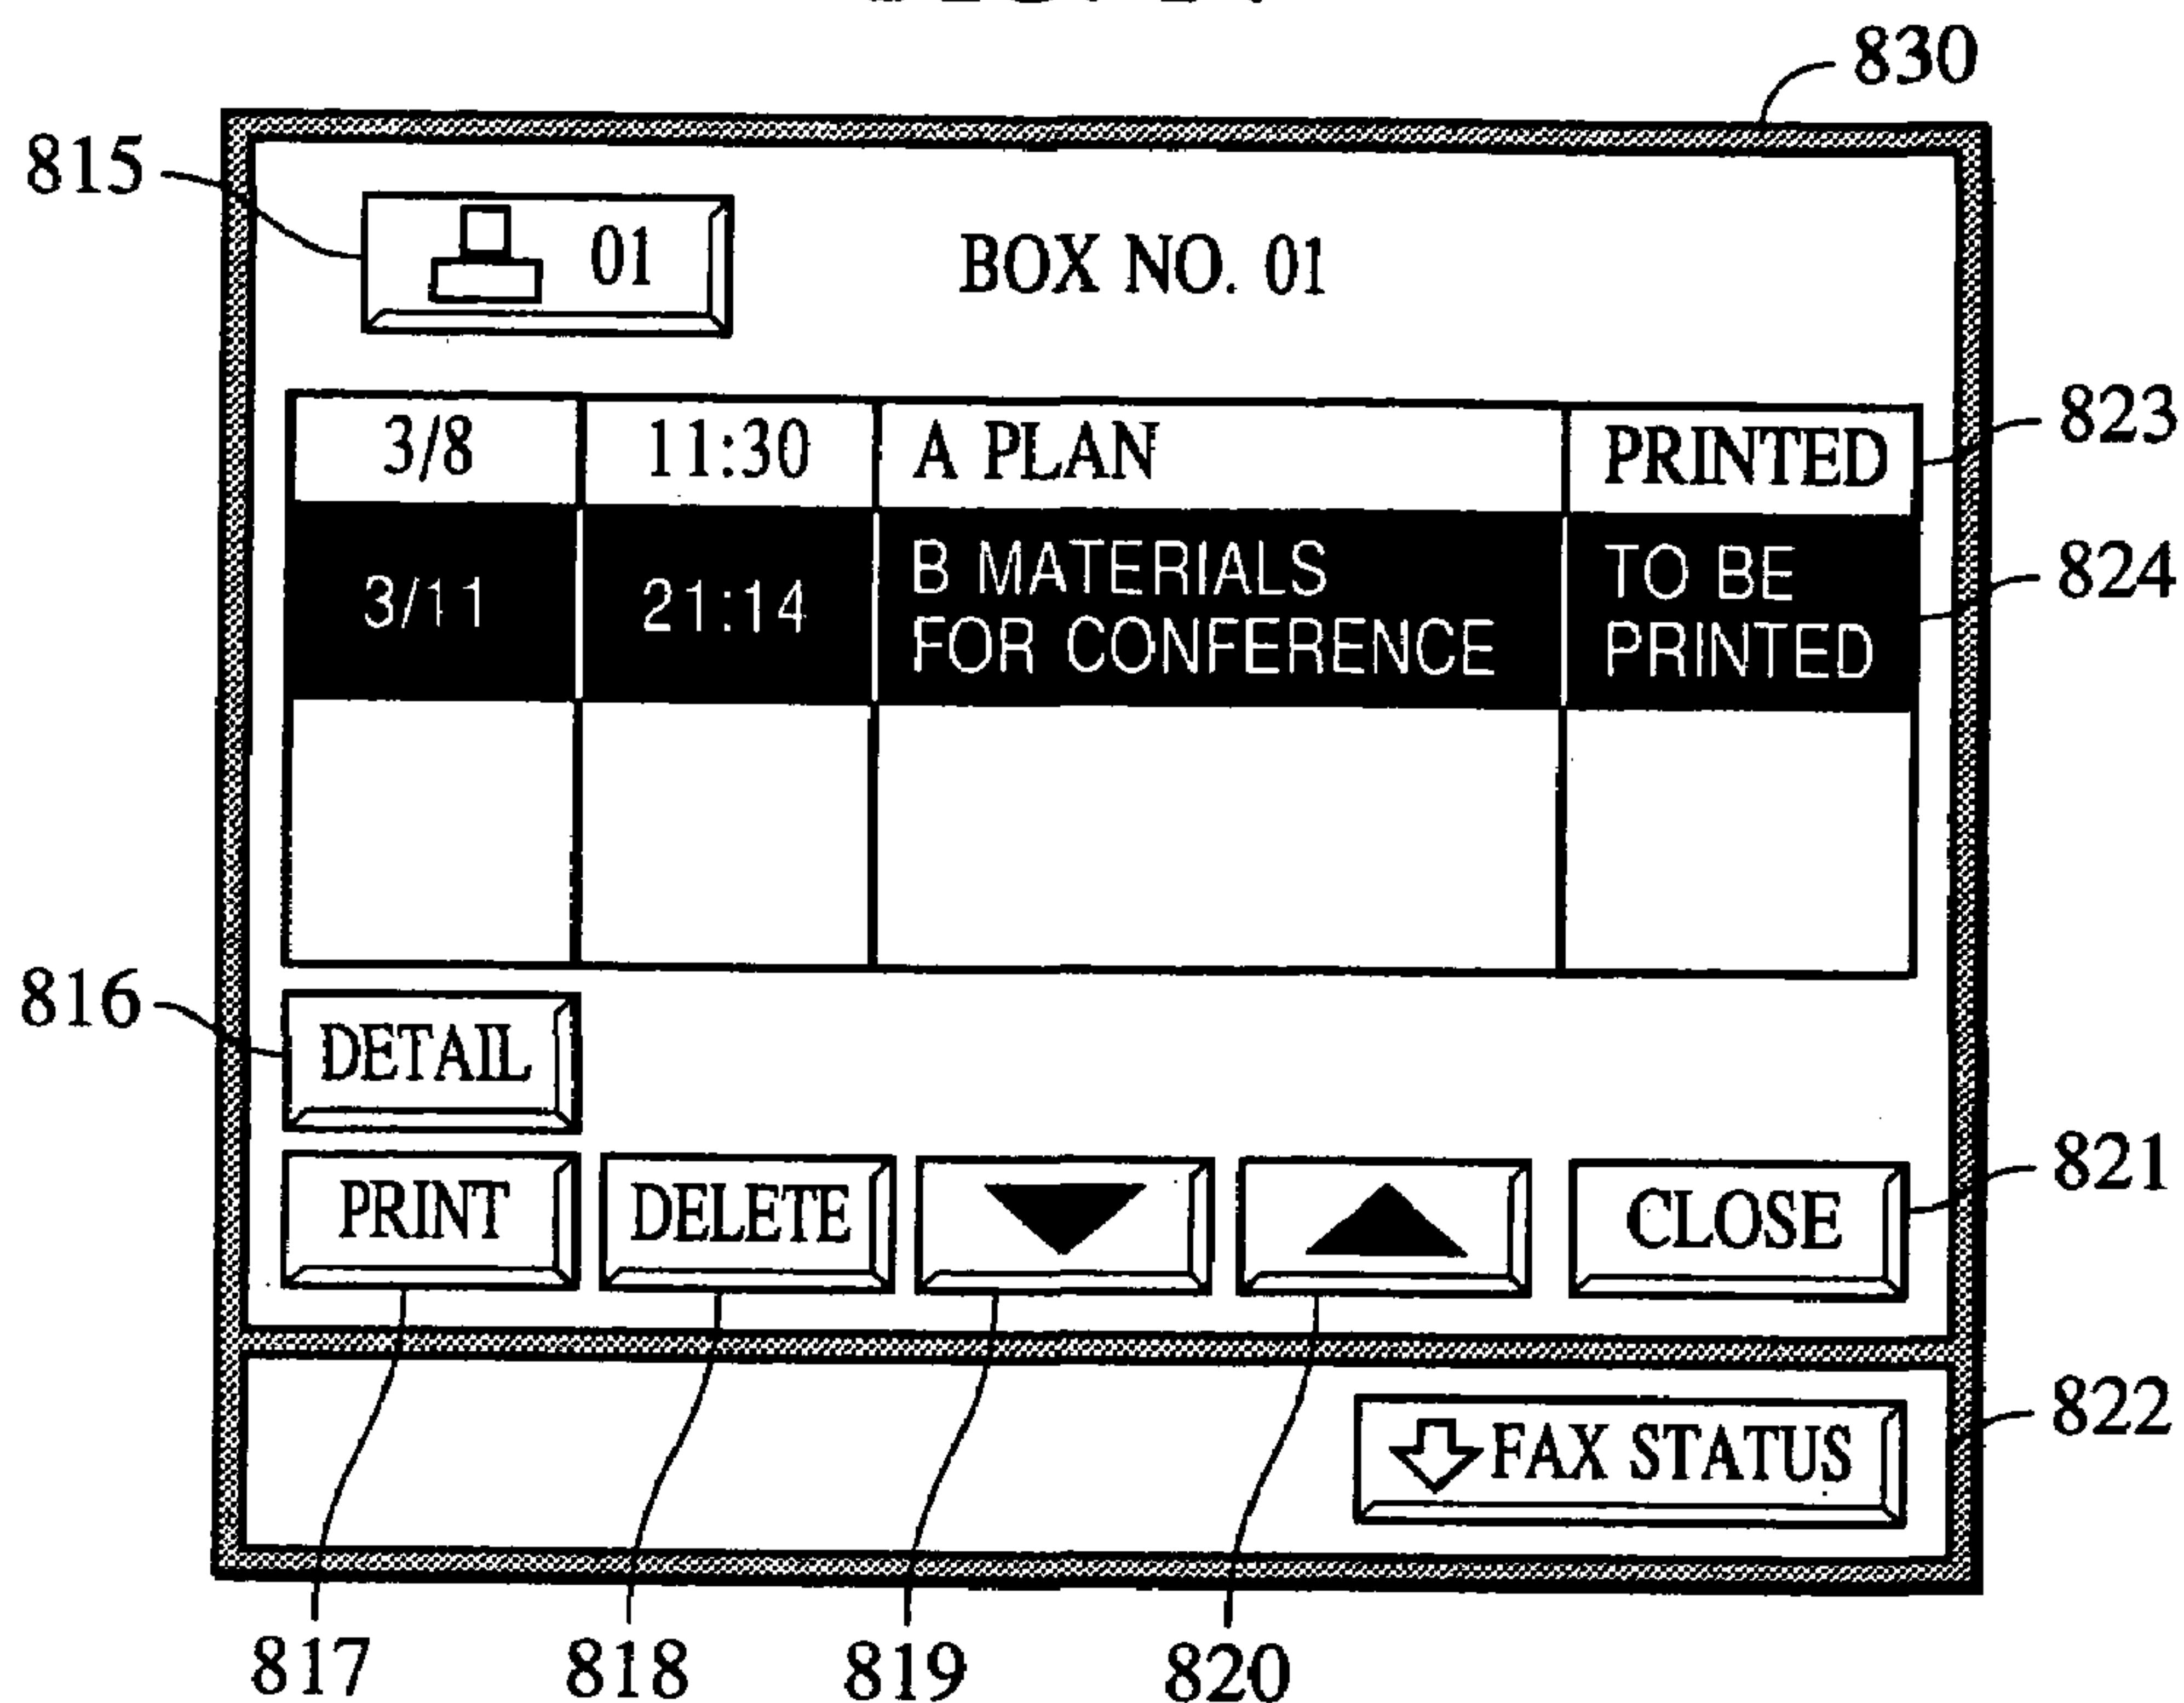 830
815
01
BOX NO. 01
3/8 11:30 A PLAN PRINTED
823
3/11 21:14 B MATERIALS FOR CONFERENCE TO BE PRINTED
824
816
DETAIL
PRINT DELETE CLOSE
821
FAX STATUS
822
817 818 819 820